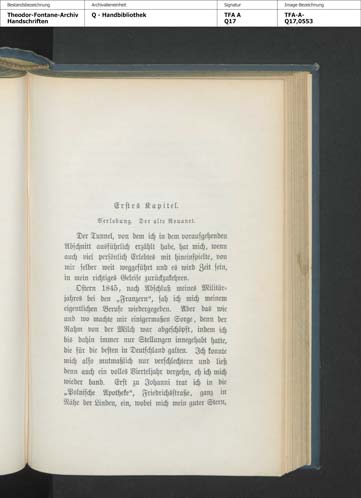 Bestandsbezeichnung
Archivalieneinheit
Signatur
Image Bezeichnung
Theodor-Fontane-Archiv
Handschriften
Q - Handbibliothek
TFA A
Q17
TFA-A-
Q17,0553
Erstes Kapitel.
Verlobung. Der alte Rouanet.
Der Tunnel, von dem ich in dem voraufgehenden
Abschnitt ausführlich erzählt habe, hat mich, wenn
auch viel persönlich Erlebtes mit hineinspielte, von
mir selber weit weggeführt und es wird Zeit sein,
in mein richtiges Geleise zurückzukehren.
Ostern 1845, nach Abschluß meines Militär-
jahres bei den „Franzern“, sah ich mich meinem
eigentlichen Berufe wiedergegeben. Aber das wie
und wo machte mir einigermaßen Sorge, denn der
Rahm von der Milch war abgeschöpft, indem ich
bis dahin immer nur Stellungen innegehabt hatte,
die für die besten in Deutschland galten. Ich konnte
mich also mutmaßlich nur verschlechtern und ließ
denn auch ein volles Vierteljahr vergehn, eh ich mich
wieder band. Erst zu Johanni trat ich in die
„Polnische Apotheke“, Friedrichstraße, ganz in
Nähe der Linden, ein, wobei mich mein guter Stern,